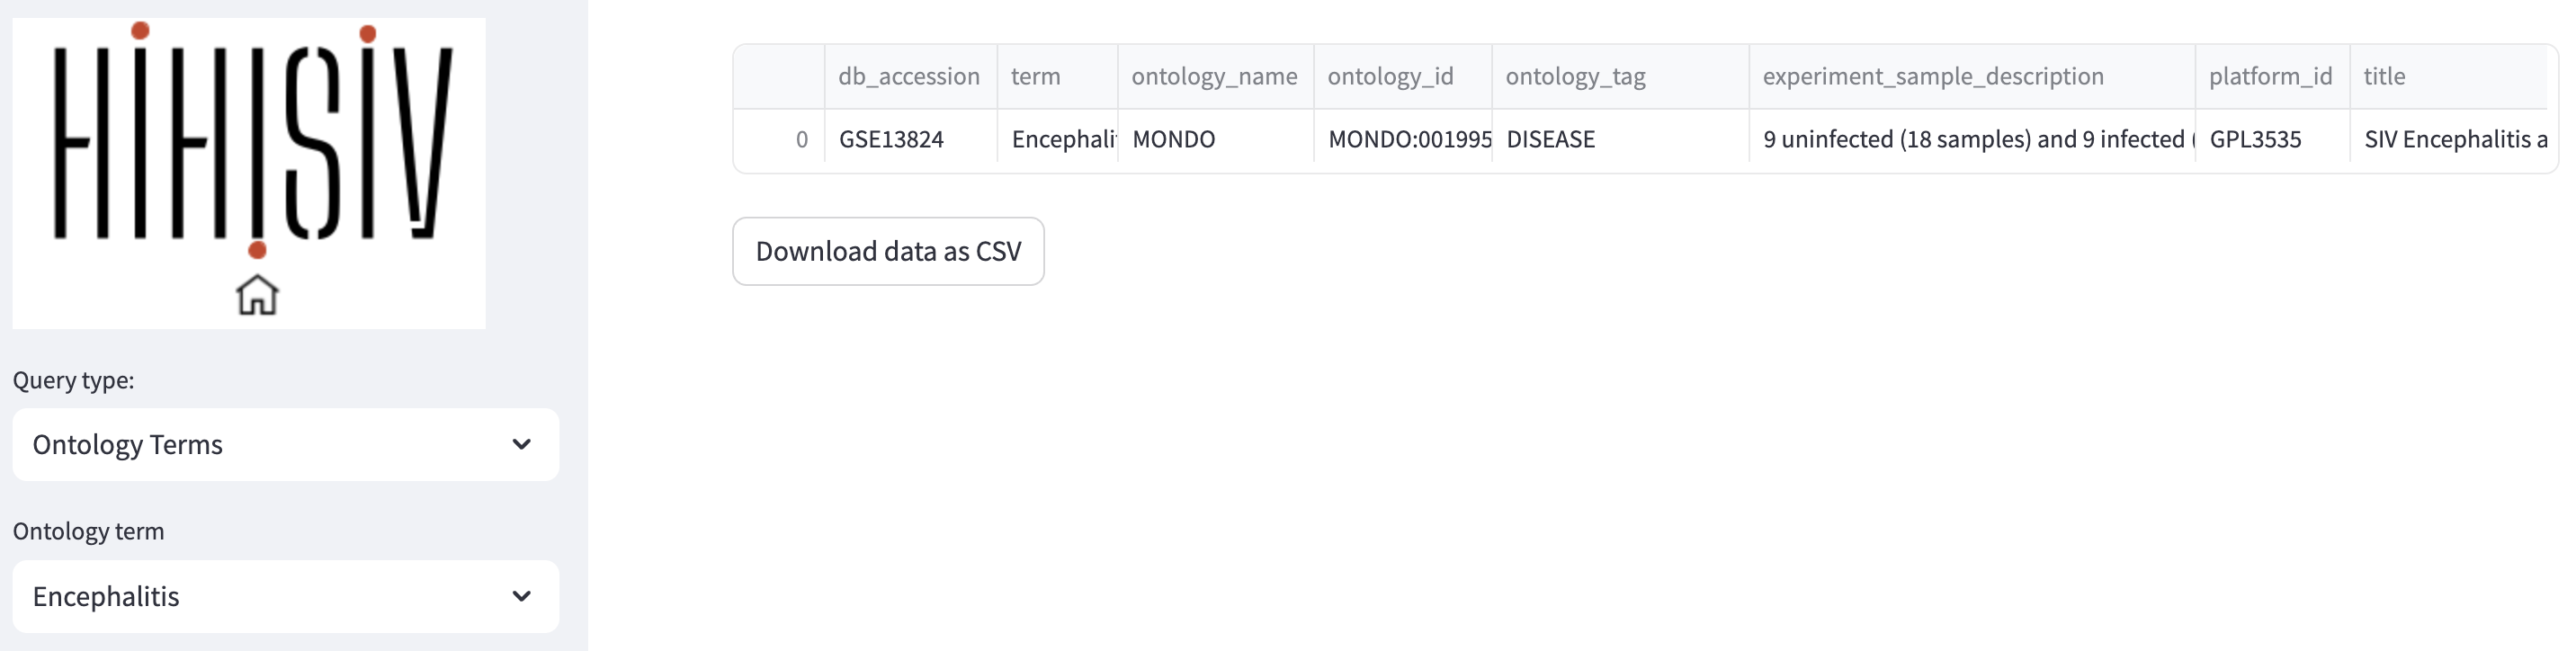 HIHISIV
Query type:
Ontology Terms
Ontology term
Encephalitis
db_accession term ontology_name ontology_id ontology_tag experiment_sample_description platform_id title
0 GSE13824 Encephali MONDO MONDO:001995 DISEASE 9 uninfected (18 samples) and 9 infected ( GPL3535 SIV Encephalitis a
Download data as CSV